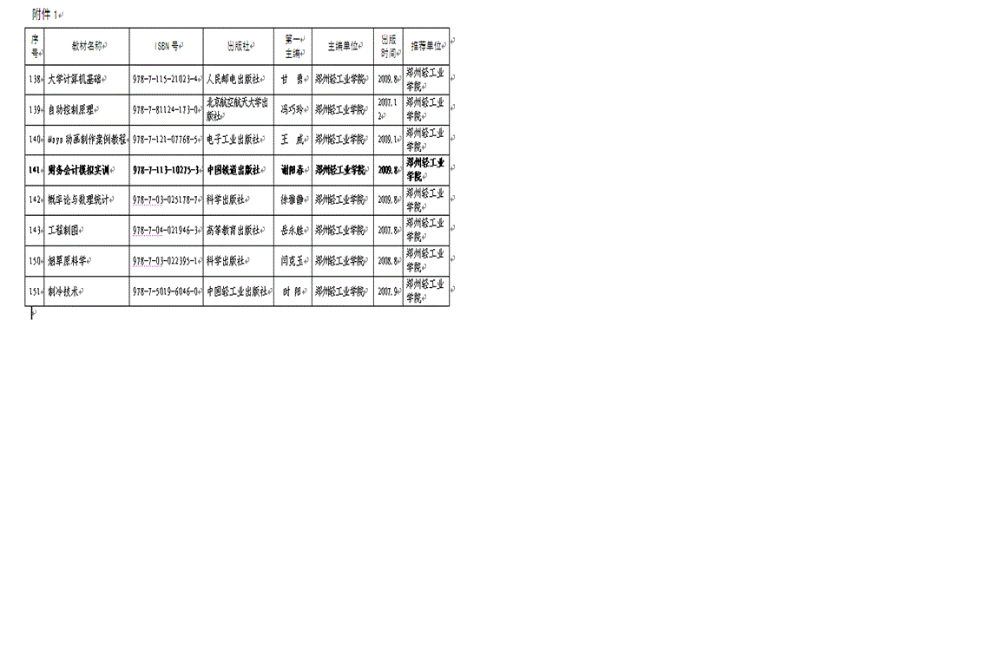 附件 1
序号 教材名称 ISBN 号 出版社 第一主编 主编单位 出版时间 推荐单位
138 大学计算机基础 978-7-115-21023-4 人民邮电出版社 甘 勇 郑州轻工业学院 2009.8 郑州轻工业学院
139 自动控制原理 978-7-81124-173-0 北京航空航天大学出版社 冯巧玲 郑州轻工业学院 2007.12 郑州轻工业学院
140 Maya 动画制作案例教程 978-7-121-07768-5 电子工业出版社 王 威 郑州轻工业学院 2009.1 郑州轻工业学院
141 财务会计模拟实训 978-7-113-10275-3 中国铁道出版社 谢阳春 郑州轻工业学院 2009.8 郑州轻工业学院
142 概率论与数理统计 978-7-03-025178-7 科学出版社 徐雅静 郑州轻工业学院 2009.8 郑州轻工业学院
143 工程制图 978-7-04-021946-3 高等教育出版社 岳永胜 郑州轻工业学院 2007.8 郑州轻工业学院
150 烟草原料学 978-7-03-022395-1 科学出版社 闫克玉 郑州轻工业学院 2008.8 郑州轻工业学院
151 制冷技术 978-7-5019-6046-0 中国轻工业出版社 时 阳 郑州轻工业学院 2007.9 郑州轻工业学院